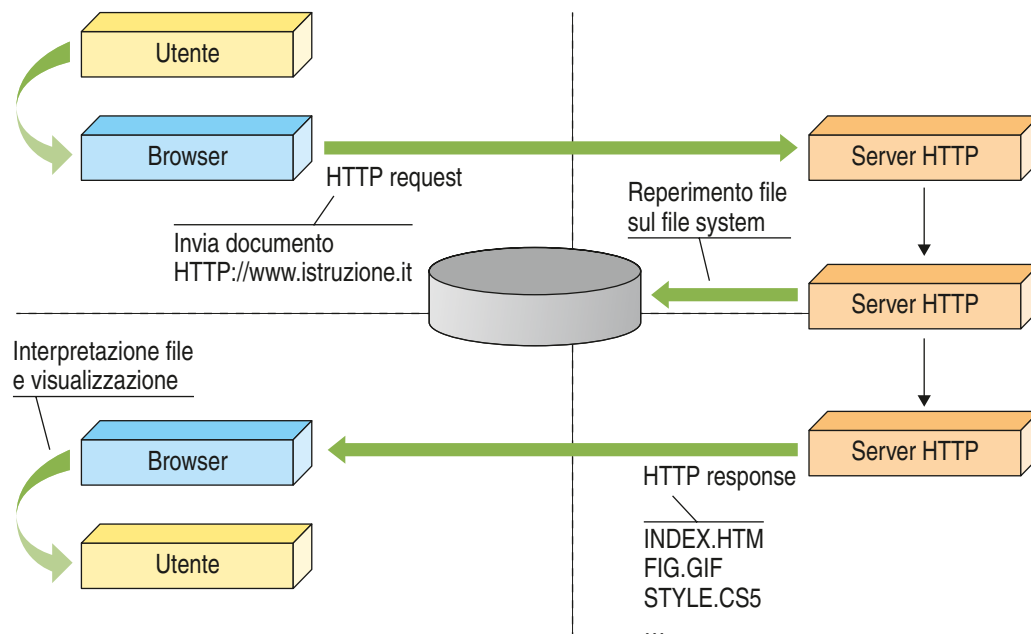 Utente
Browser
Server HTTP
HTTP request
Invia documento
HTTP://www.istruzione.it
Reperimento file
sul file system
Server HTTP
Interpretazione file
e visualizzazione
Browser
Server HTTP
HTTP response
Utente
INDEX.HTM
FIG.GIF
STYLE.CS5
...